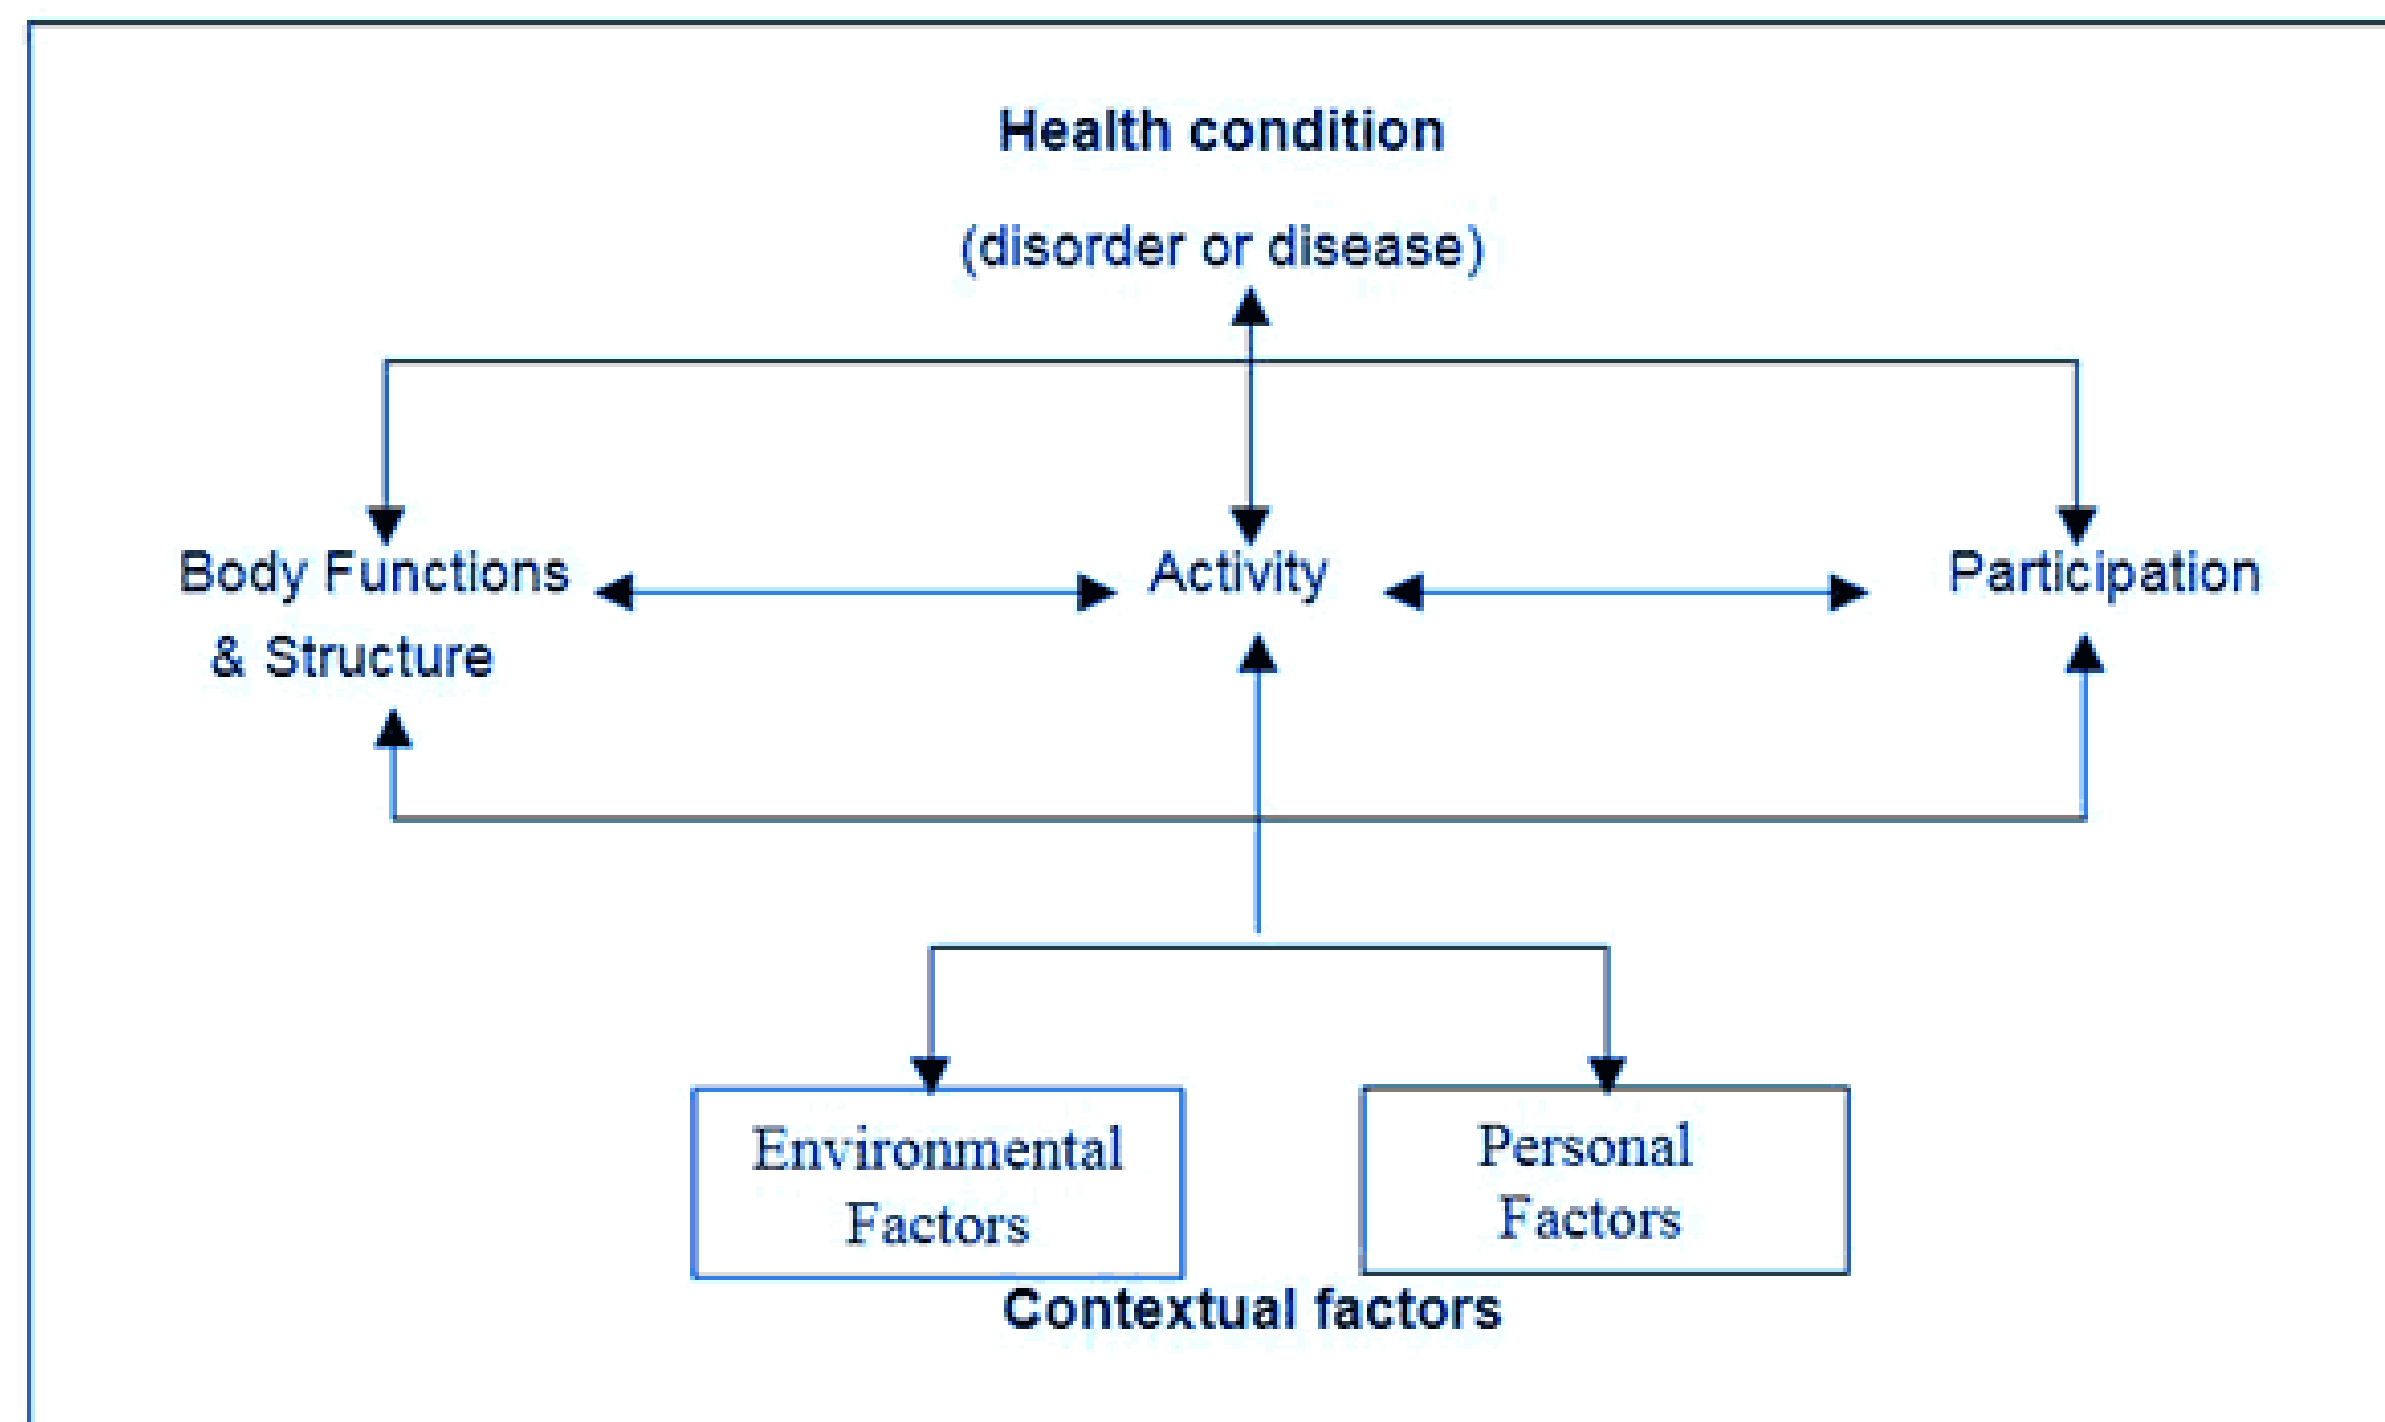 Health condition
(disorder or disease)
Body Functions
& Structure
Activity
Participation
Environmental
Factors
Personal
Factors
Contextual factors